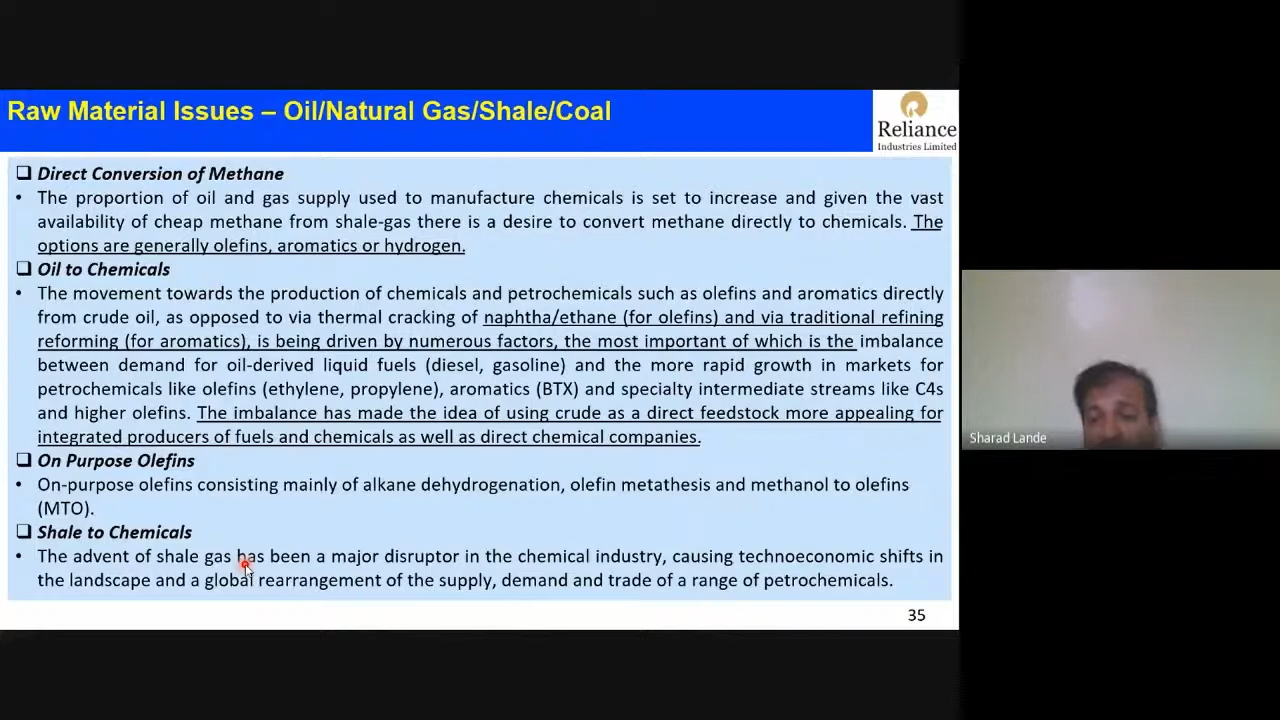 Raw Material Issues – Oil/Natural Gas/Shale/Coal
Reliance
Industries Limited
❑ Direct Conversion of Methane
• The proportion of oil and gas supply used to manufacture chemicals is set to increase and given the vast
availability of cheap methane from shale-gas there is a desire to convert methane directly to chemicals. The
options are generally olefins, aromatics or hydrogen.
❑ Oil to Chemicals
• The movement towards the production of chemicals and petrochemicals such as olefins and aromatics directly
from crude oil, as opposed to via thermal cracking of naphtha/ethane (for olefins) and via traditional refining
reforming (for aromatics), is being driven by numerous factors, the most important of which is the imbalance
between demand for oil-derived liquid fuels (diesel, gasoline) and the more rapid growth in markets for
petrochemicals like olefins (ethylene, propylene), aromatics (BTX) and specialty intermediate streams like C4s
and higher olefins. The imbalance has made the idea of using crude as a direct feedstock more appealing for
integrated producers of fuels and chemicals as well as direct chemical companies.
❑ On Purpose Olefins
• On-purpose olefins consisting mainly of alkane dehydrogenation, olefin metathesis and methanol to olefins
(MTO).
❑ Shale to Chemicals
• The advent of shale gas has been a major disruptor in the chemical industry, causing technoeconomic shifts in
the landscape and a global rearrangement of the supply, demand and trade of a range of petrochemicals.
35
Sharad Lande